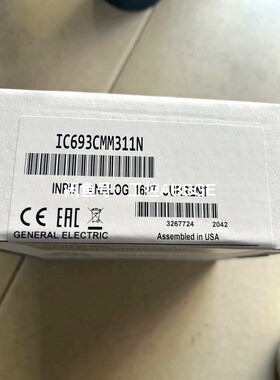 IC693CMM311N
INPUT ANALOG 16PT CURRENT
CE EAC
3267724 2042
GENERAL ELECTRIC Assembled in USA